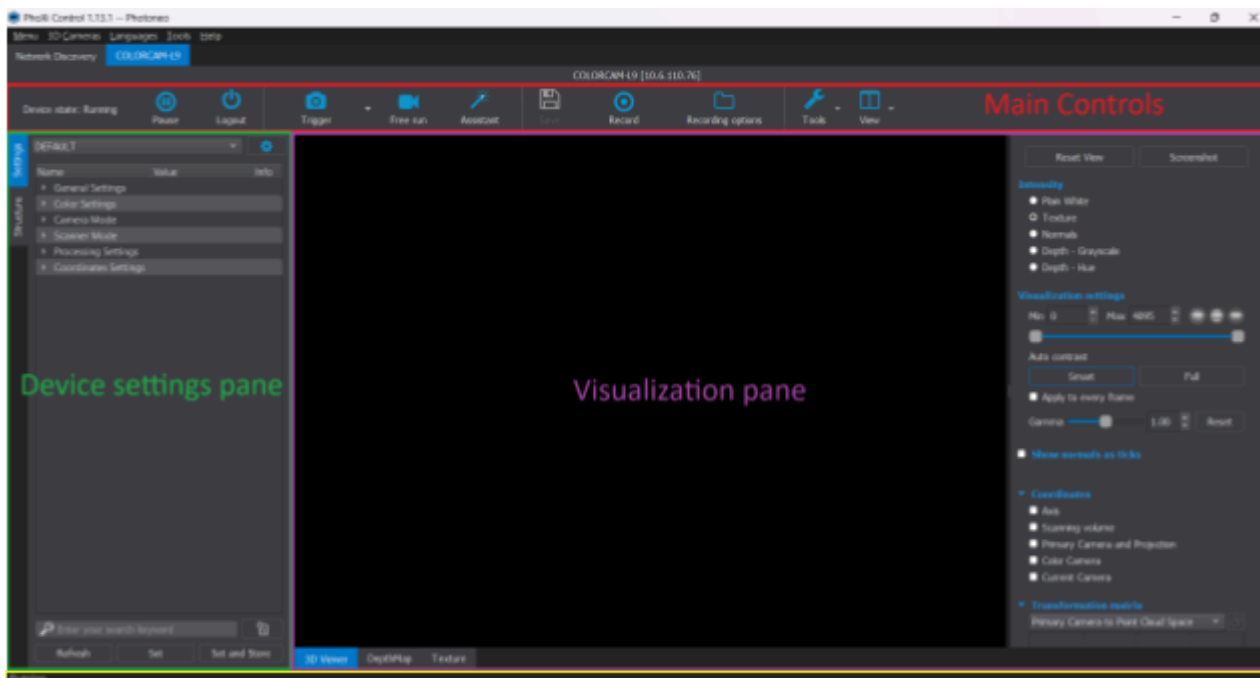 PhoXi Control 1.13.1 -- Photoneo
Menu 3D Cameras Languages Tools Help
Network Discovery COLORCAM-L9
COLORCAM-L9 [10.6.110.76]
Device state: Running Pause Logout Trigger Free run Assistant Save Record Recording options Tools View Main Controls
Settings
Structure
DEFAULT
Name Value Info
General Settings
Color Settings
Camera Mode
Scanner Mode
Processing Settings
Coordinates Settings
Device settings pane
Enter your search keyword
Refresh Set Set and Store
Visualization pane
3D Viewer DepthMap Texture
Reset View Screenshot
Intensity
Plain White
Texture
Normals
Depth - Grayscale
Depth - Hue
Visualization settings
Min 0 Max 4095
Auto contrast
Smart Full
Apply to every frame
Gamma 1.00 Reset
Show normals as ticks
Coordinates
Axis
Scanning volume
Primary Camera and Projection
Color Camera
Current Camera
Transformation matrix
Primary Camera to Point Cloud Space